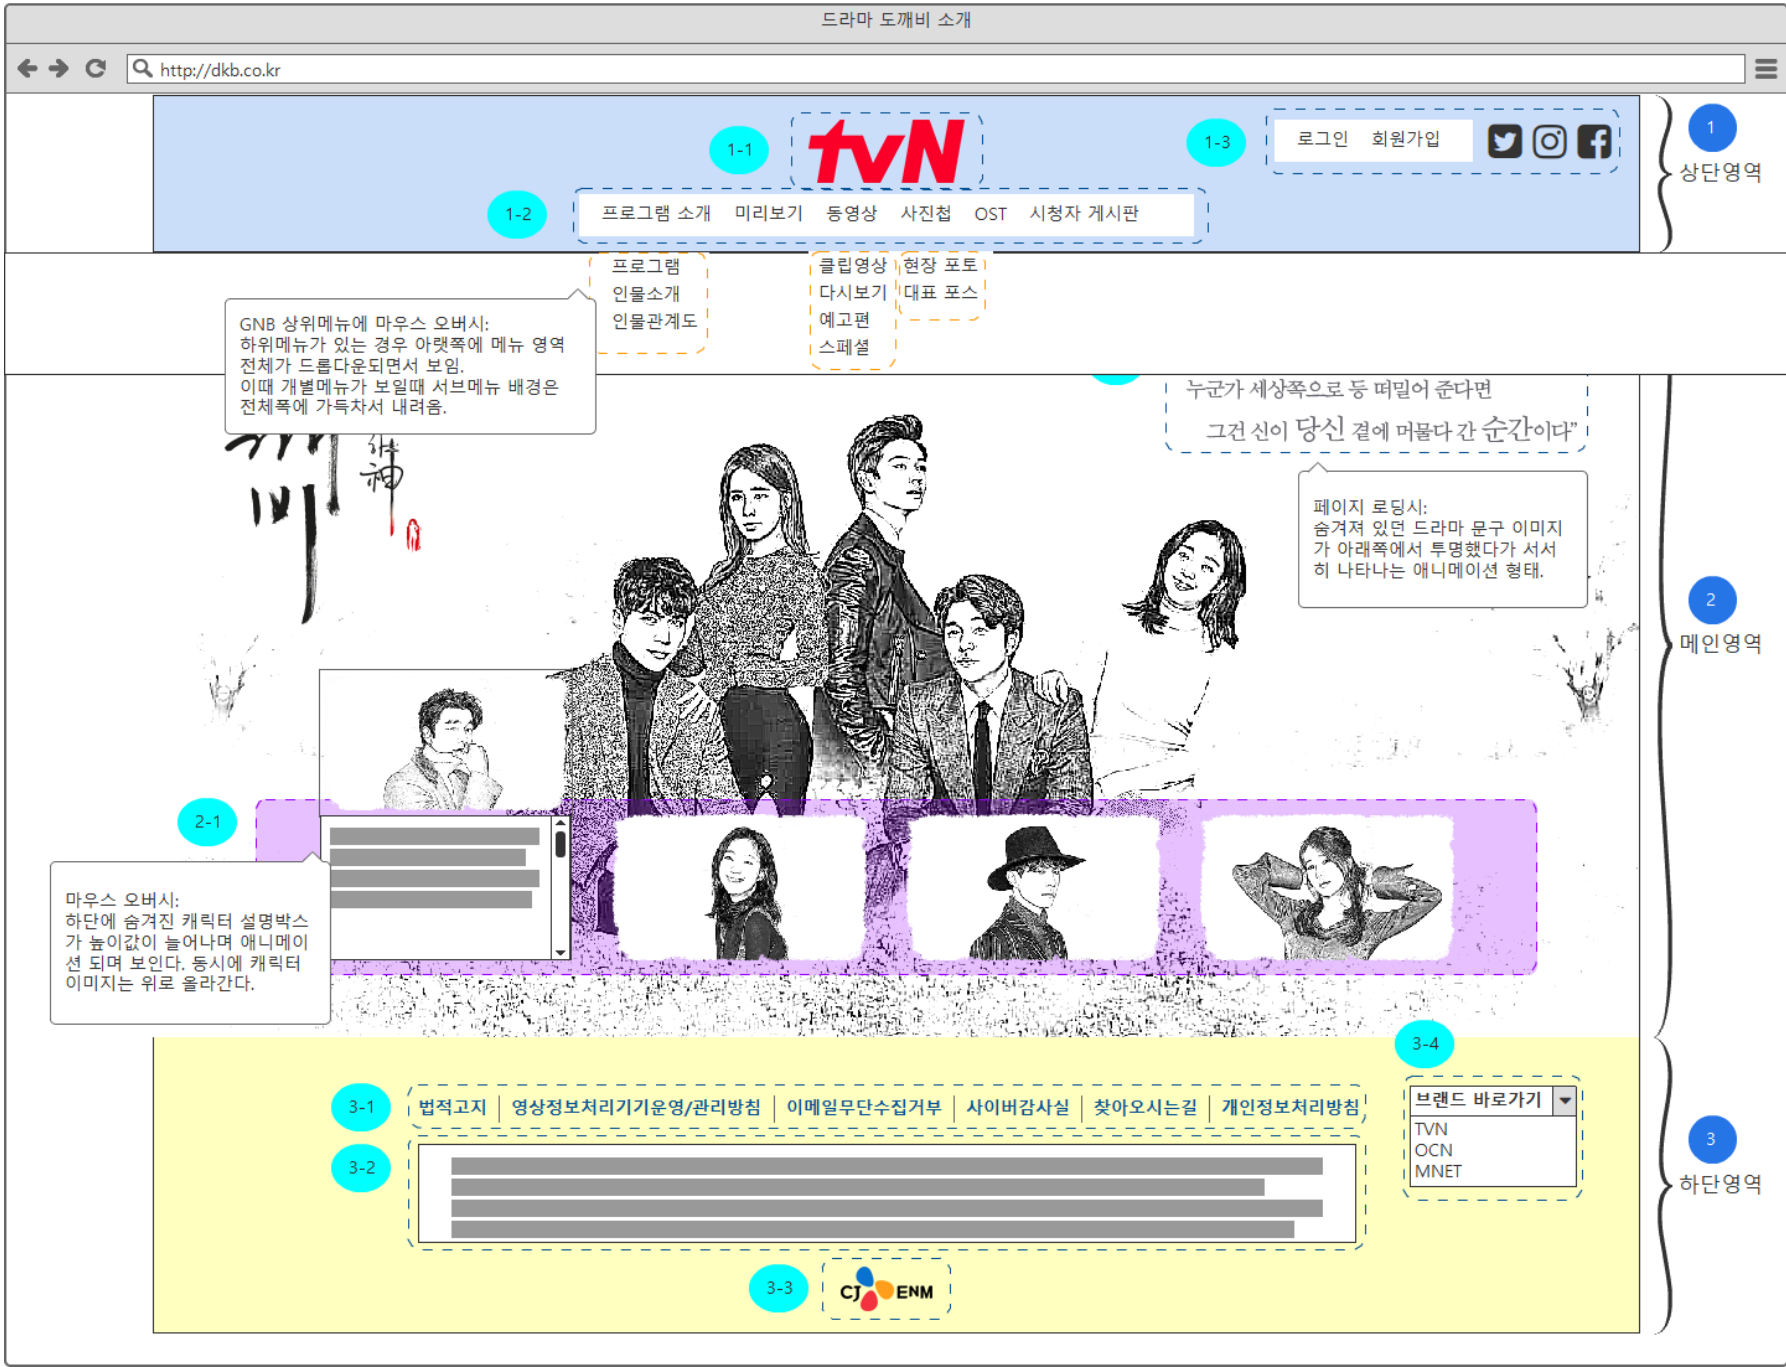 드라마 도깨비 소개
http://dkb.co.kr
1-1
tvN
1-3
로그인 회원가입
1
상단영역
1-2
프로그램 소개 미리보기 동영상 사진첩 OST 시청자 게시판
프로그램
인물소개
인물관계도
클립영상
다시보기
예고편
스페셜
현장 포토
대표 포스
GNB 상위메뉴에 마우스 오버시:
하위메뉴가 있는 경우 아랫쪽에 메뉴 영역
전체가 드롭다운되면서 보임.
이때 개별메뉴가 보일때 서브메뉴 배경은
전체폭에 가득차서 내려옴.
누군가 세상쪽으로 등 떠밀어 준다면
그건 신이 당신 곁에 머물다 간 순간이다”
비
神
페이지 로딩시:
숨겨져 있던 드라마 문구 이미지
가 아래쪽에서 투명했다가 서서
히 나타나는 애니메이션 형태.
2
메인영역
2-1
마우스 오버시:
하단에 숨겨진 캐릭터 설명박스
가 높이값이 늘어나며 애니메이
션 되며 보인다. 동시에 캐릭터
이미지는 위로 올라간다.
3-4
브랜드 바로가기
TVN
OCN
MNET
3-1
법적고지 | 영상정보처리기기운영/관리방침 | 이메일무단수집거부 | 사이버감사실 | 찾아오시는길 | 개인정보처리방침
3-2
3
하단영역
3-3
CJ ENM